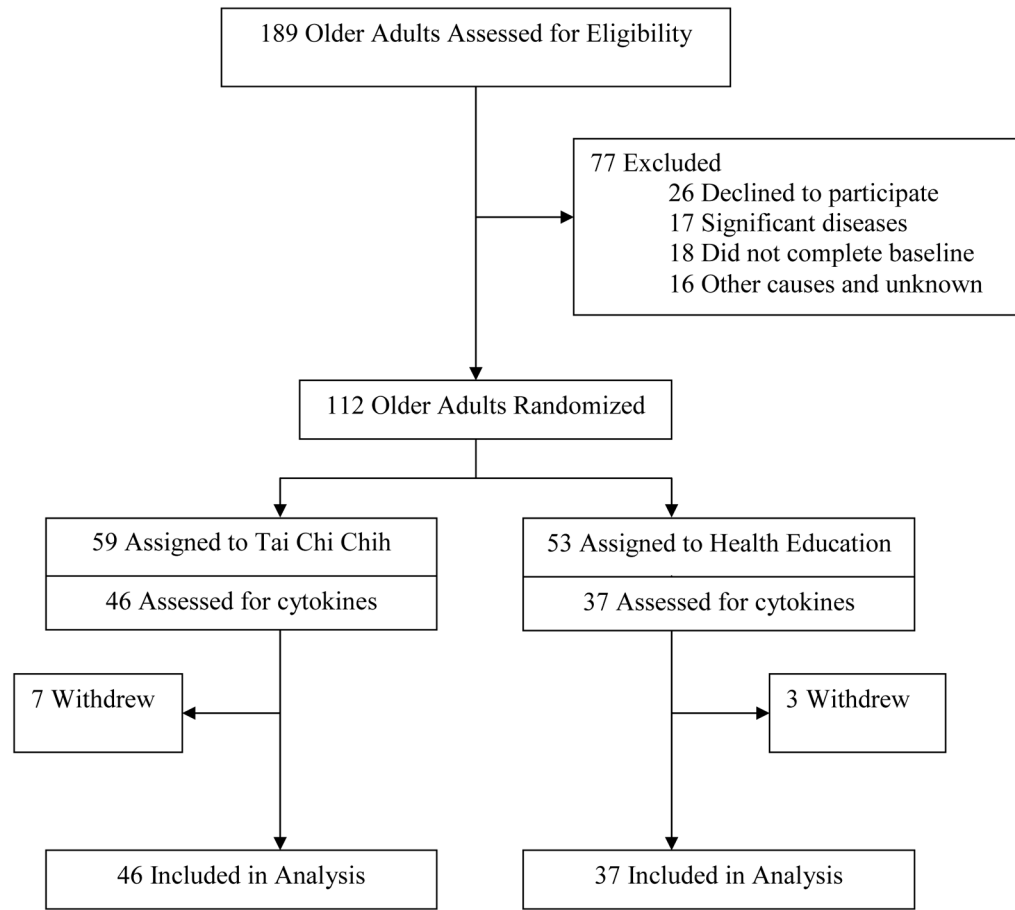 189 Older Adults Assessed for Eligibility
77 Excluded
26 Declined to participate
17 Significant diseases
18 Did not complete baseline
16 Other causes and unknown
112 Older Adults Randomized
59 Assigned to Tai Chi Chih
46 Assessed for cytokines
53 Assigned to Health Education
37 Assessed for cytokines
7 Withdrew
3 Withdrew
46 Included in Analysis
37 Included in Analysis